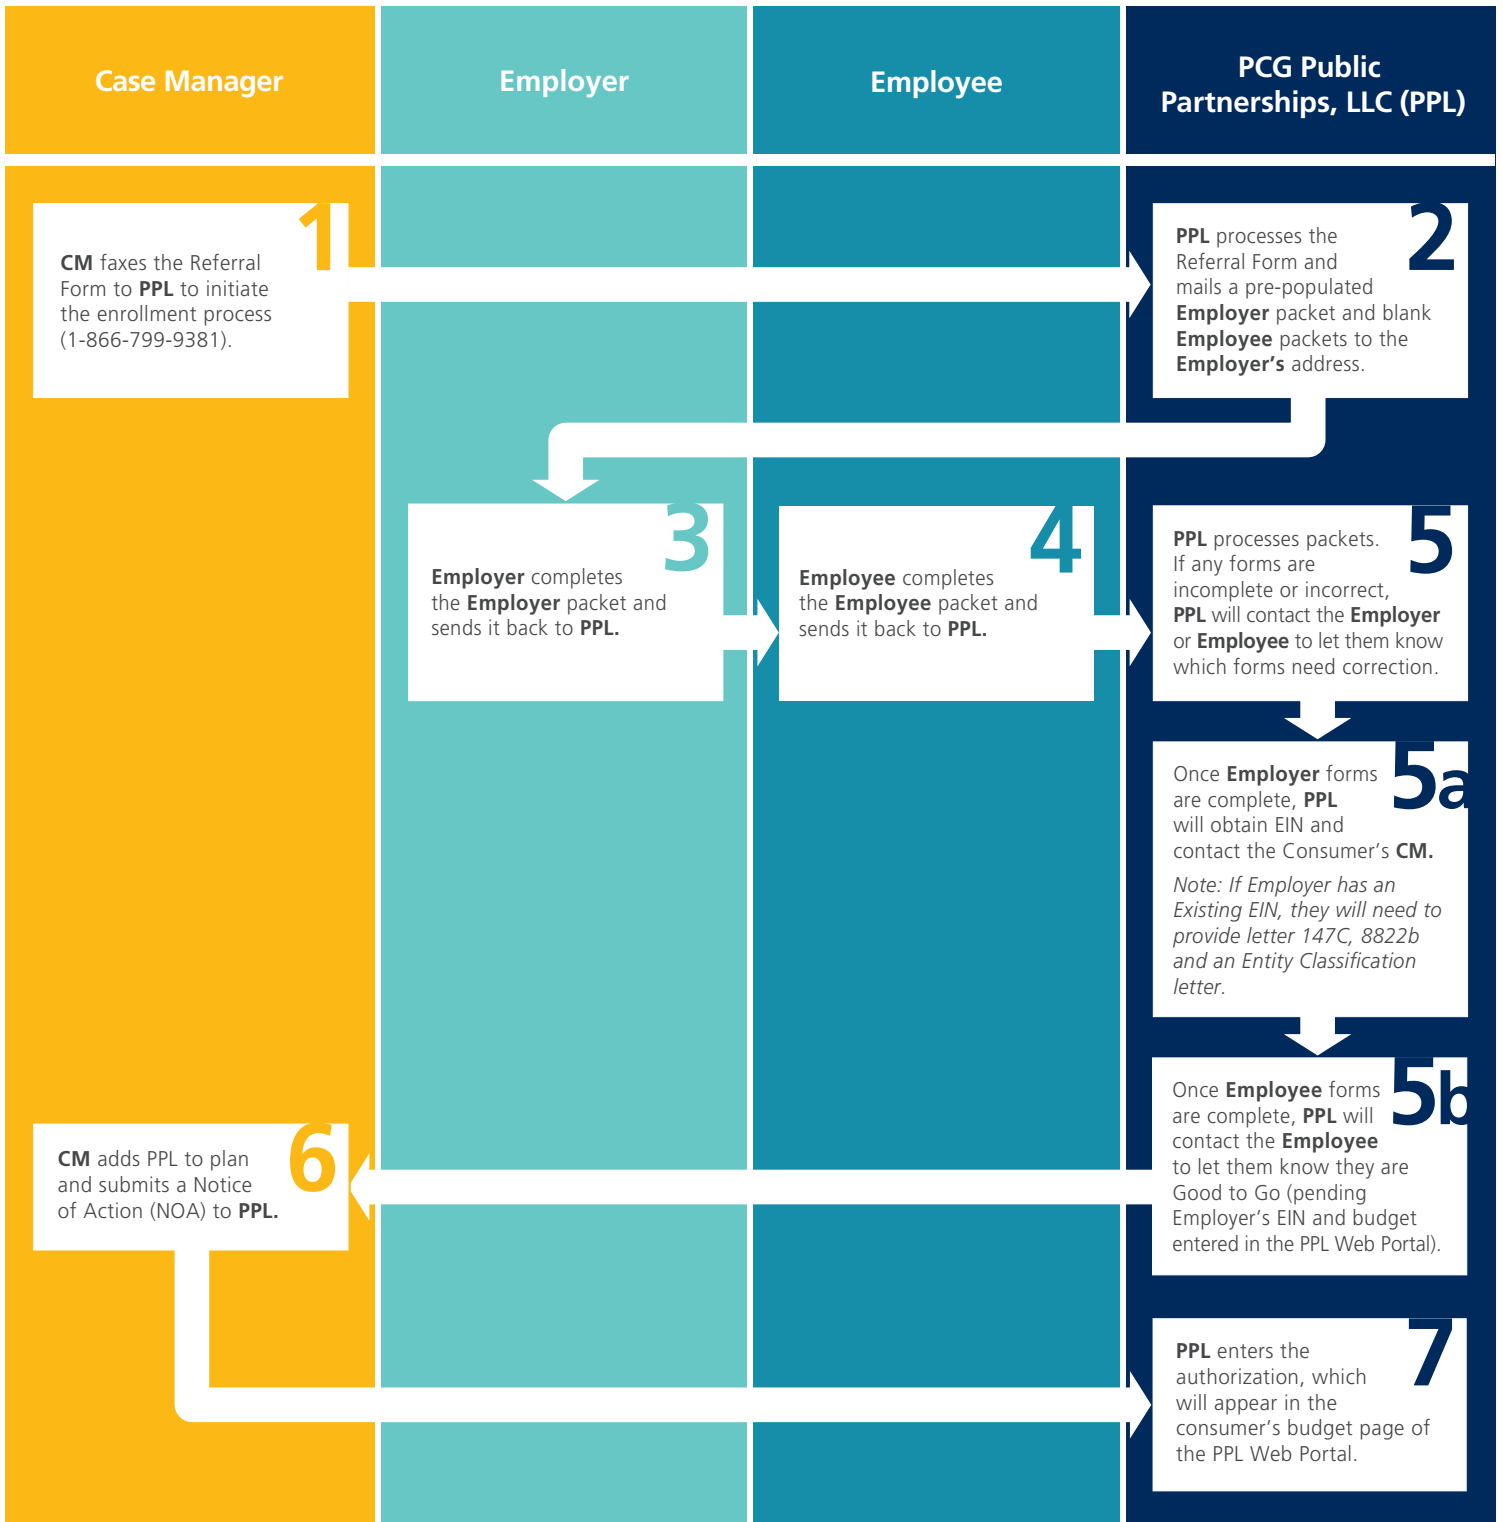 Case Manager
Employer
Employee
PCG Public
Partnerships, LLC (PPL)
1
CM faxes the Referral
Form to PPL to initiate
the enrollment process
(1-866-799-9381).
2
PPL processes the
Referral Form and
mails a pre-populated
Employer packet and blank
Employee packets to the
Employer's address.
3
Employer completes
the Employer packet and
sends it back to PPL.
4
Employee completes
the Employee packet and
sends it back to PPL.
5
PPL processes packets.
If any forms are
incomplete or incorrect,
PPL will contact the Employer
or Employee to let them know
which forms need correction.
5a
Once Employer forms
are complete, PPL
will obtain EIN and
contact the Consumer's CM.
Note: If Employer has an
Existing EIN, they will need to
provide letter 147C, 8822b
and an Entity Classification
letter.
5b
Once Employee forms
are complete, PPL will
contact the Employee
to let them know they are
Good to Go (pending
Employer's EIN and budget
entered in the PPL Web Portal).
6
CM adds PPL to plan
and submits a Notice
of Action (NOA) to PPL.
7
PPL enters the
authorization, which
will appear in the
consumer's budget page of
the PPL Web Portal.